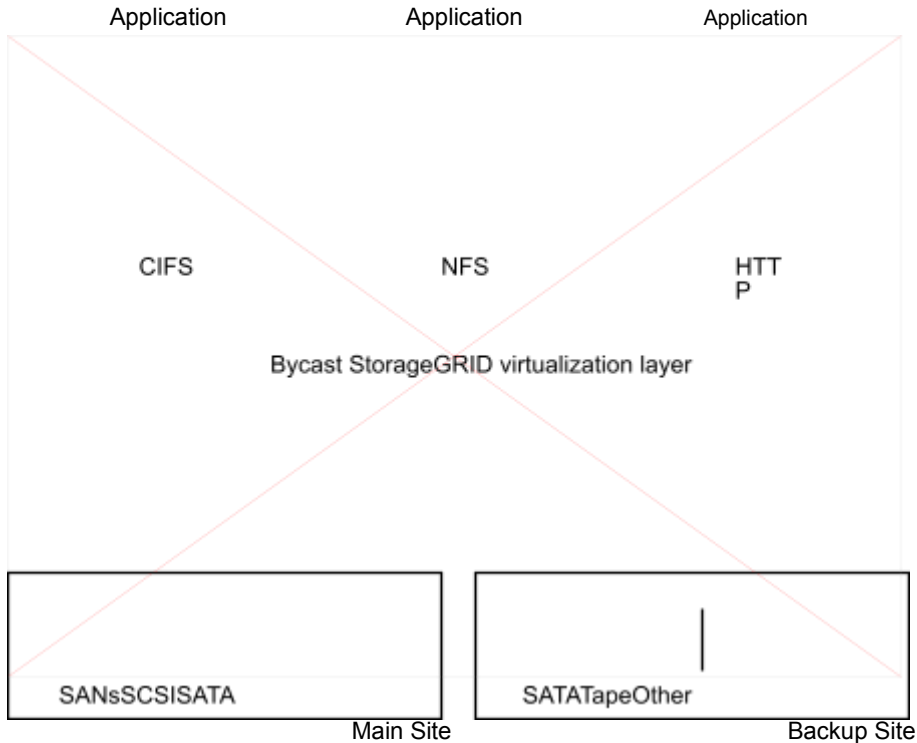 Application Application Application
CIFS NFS HTT
P
Bycast StorageGRID virtualization layer
SANsSCSISATA SATATapeOther
Main Site Backup Site